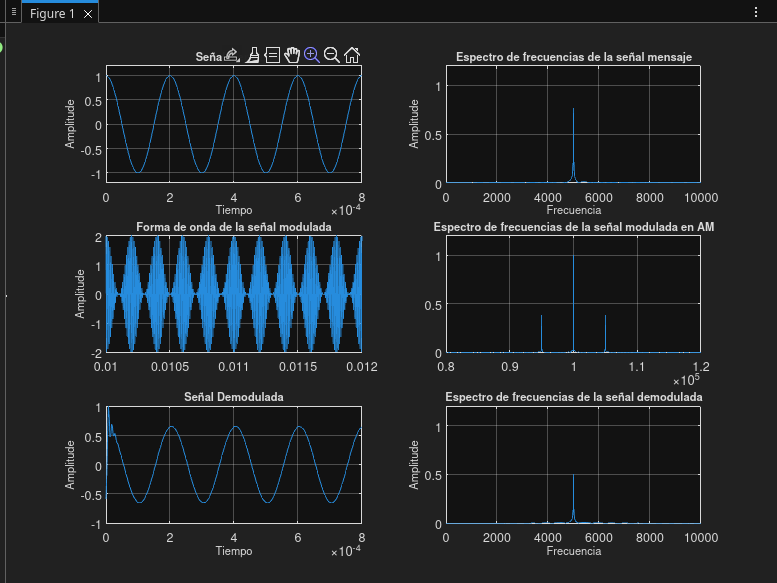 Figure 1
Seña
Amplitude
1
0.5
0
-0.5
-1
0 2 4 6 8
×10⁻⁴
Tiempo
Espectro de frecuencias de la señal mensaje
Amplitude
1
0.5
0
0 2000 4000 6000 8000 10000
Frecuencia
Forma de onda de la señal modulada
Amplitude
2
1
0
-1
-2
0.01 0.0105 0.011 0.0115 0.012
Espectro de frecuencias de la señal modulada en AM
Amplitude
1
0.5
0
0.8 0.9 1 1.1 1.2
×10⁵
Señal Demodulada
Amplitude
1
0.5
0
-0.5
-1
0 2 4 6 8
×10⁻⁴
Tiempo
Espectro de frecuencias de la señal demodulada
Amplitude
1
0.5
0
0 2000 4000 6000 8000 10000
Frecuencia